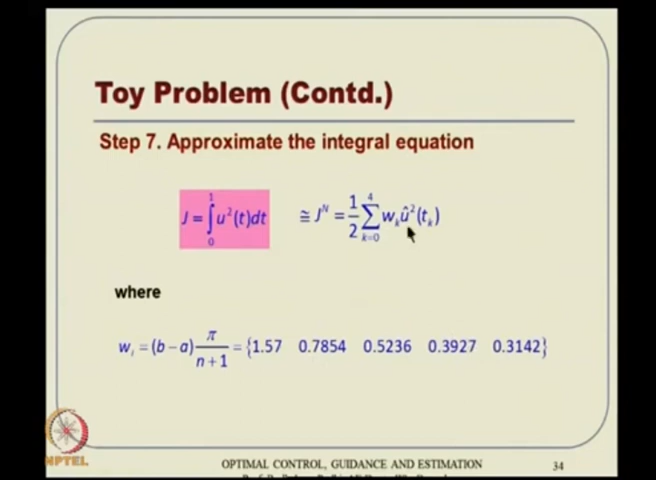 Toy Problem (Contd.)
Step 7. Approximate the integral equation
J = ∫₀¹ u²(t)dt ≅ Jᴺ = 1/2 ∑ₖ₌₀⁴ wₖû²(tₖ)
where
wᵢ = (b − a) π/(n + 1) = {1.57 0.7854 0.5236 0.3927 0.3142}
NPTEL
OPTIMAL CONTROL, GUIDANCE AND ESTIMATION 34